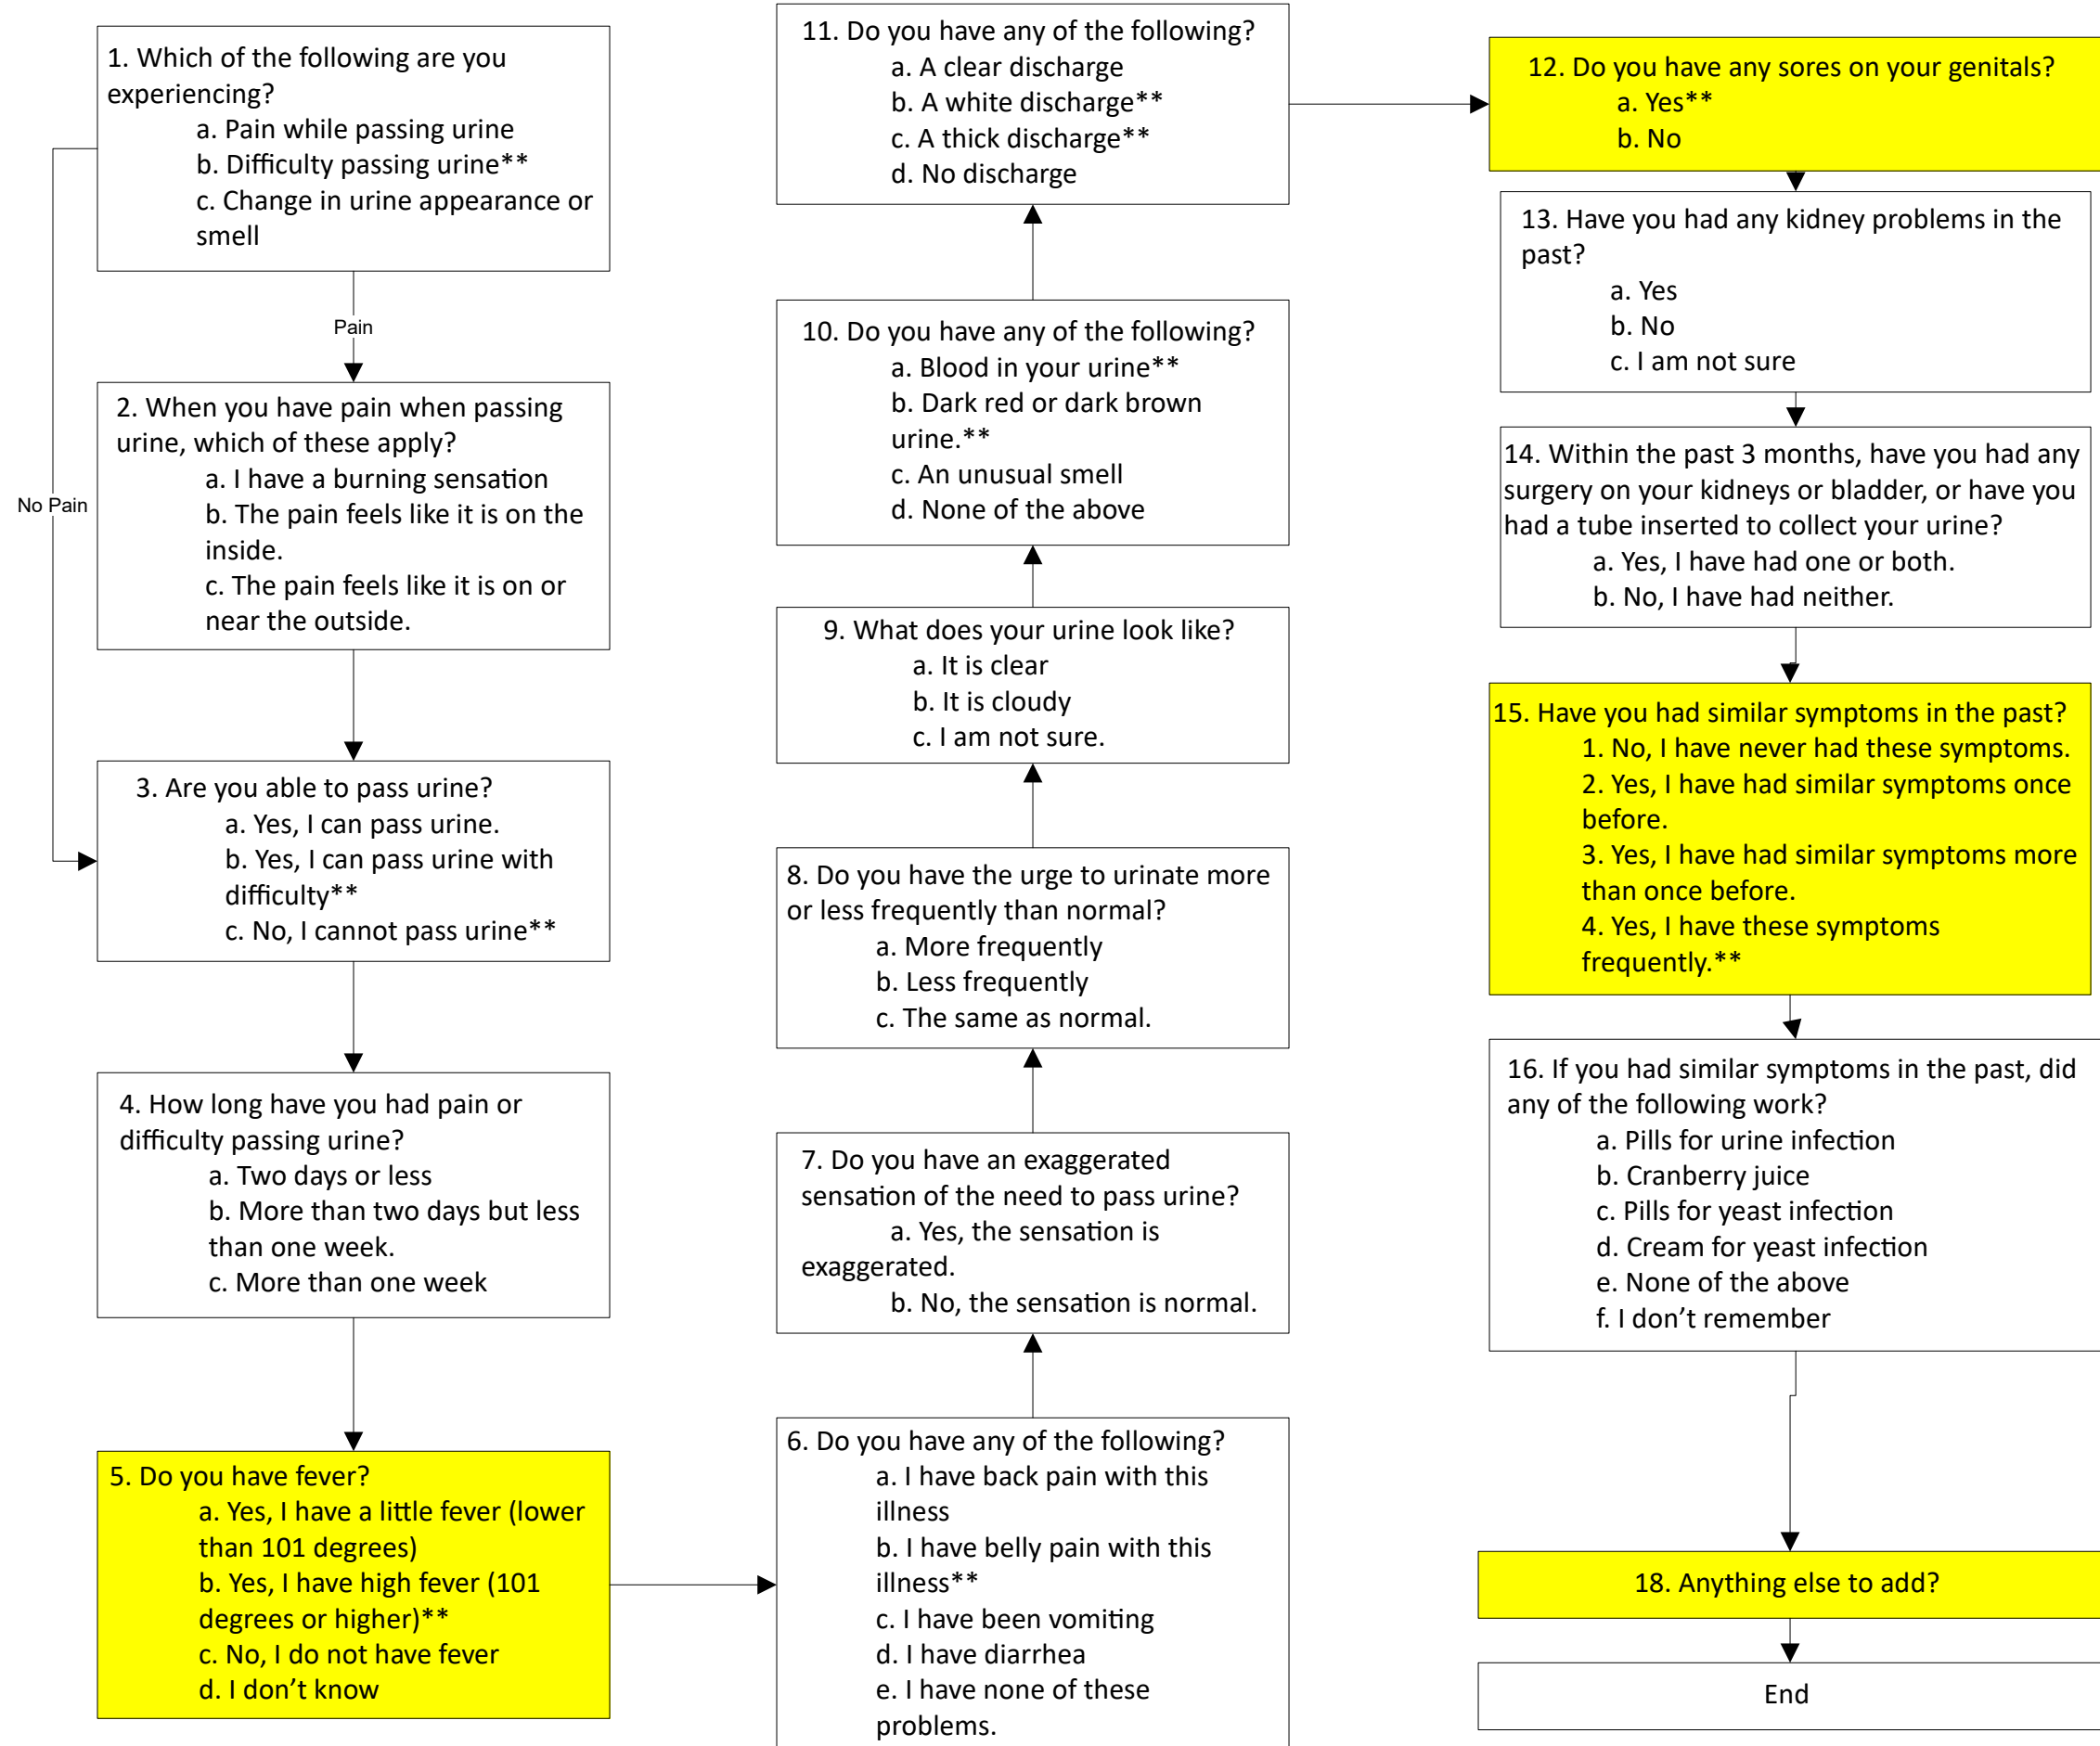 1. Which of the following are you
experiencing?
a. Pain while passing urine
b. Difficulty passing urine**
c. Change in urine appearance or
smell
Pain
No Pain
2. When you have pain when passing
urine, which of these apply?
a. I have a burning sensation
b. The pain feels like it is on the
inside.
c. The pain feels like it is on or
near the outside.
3. Are you able to pass urine?
a. Yes, I can pass urine.
b. Yes, I can pass urine with
difficulty**
c. No, I cannot pass urine**
4. How long have you had pain or
difficulty passing urine?
a. Two days or less
b. More than two days but less
than one week.
c. More than one week
5. Do you have fever?
a. Yes, I have a little fever (lower
than 101 degrees)
b. Yes, I have high fever (101
degrees or higher)**
c. No, I do not have fever
d. I don’t know
6. Do you have any of the following?
a. I have back pain with this
illness
b. I have belly pain with this
illness**
c. I have been vomiting
d. I have diarrhea
e. I have none of these
problems.
7. Do you have an exaggerated
sensation of the need to pass urine?
a. Yes, the sensation is
exaggerated.
b. No, the sensation is normal.
8. Do you have the urge to urinate more
or less frequently than normal?
a. More frequently
b. Less frequently
c. The same as normal.
9. What does your urine look like?
a. It is clear
b. It is cloudy
c. I am not sure.
10. Do you have any of the following?
a. Blood in your urine**
b. Dark red or dark brown
urine.**
c. An unusual smell
d. None of the above
11. Do you have any of the following?
a. A clear discharge
b. A white discharge**
c. A thick discharge**
d. No discharge
12. Do you have any sores on your genitals?
a. Yes**
b. No
13. Have you had any kidney problems in the
past?
a. Yes
b. No
c. I am not sure
14. Within the past 3 months, have you had any
surgery on your kidneys or bladder, or have you
had a tube inserted to collect your urine?
a. Yes, I have had one or both.
b. No, I have had neither.
15. Have you had similar symptoms in the past?
1. No, I have never had these symptoms.
2. Yes, I have had similar symptoms once
before.
3. Yes, I have had similar symptoms more
than once before.
4. Yes, I have these symptoms
frequently.**
16. If you had similar symptoms in the past, did
any of the following work?
a. Pills for urine infection
b. Cranberry juice
c. Pills for yeast infection
d. Cream for yeast infection
e. None of the above
f. I don’t remember
18. Anything else to add?
End